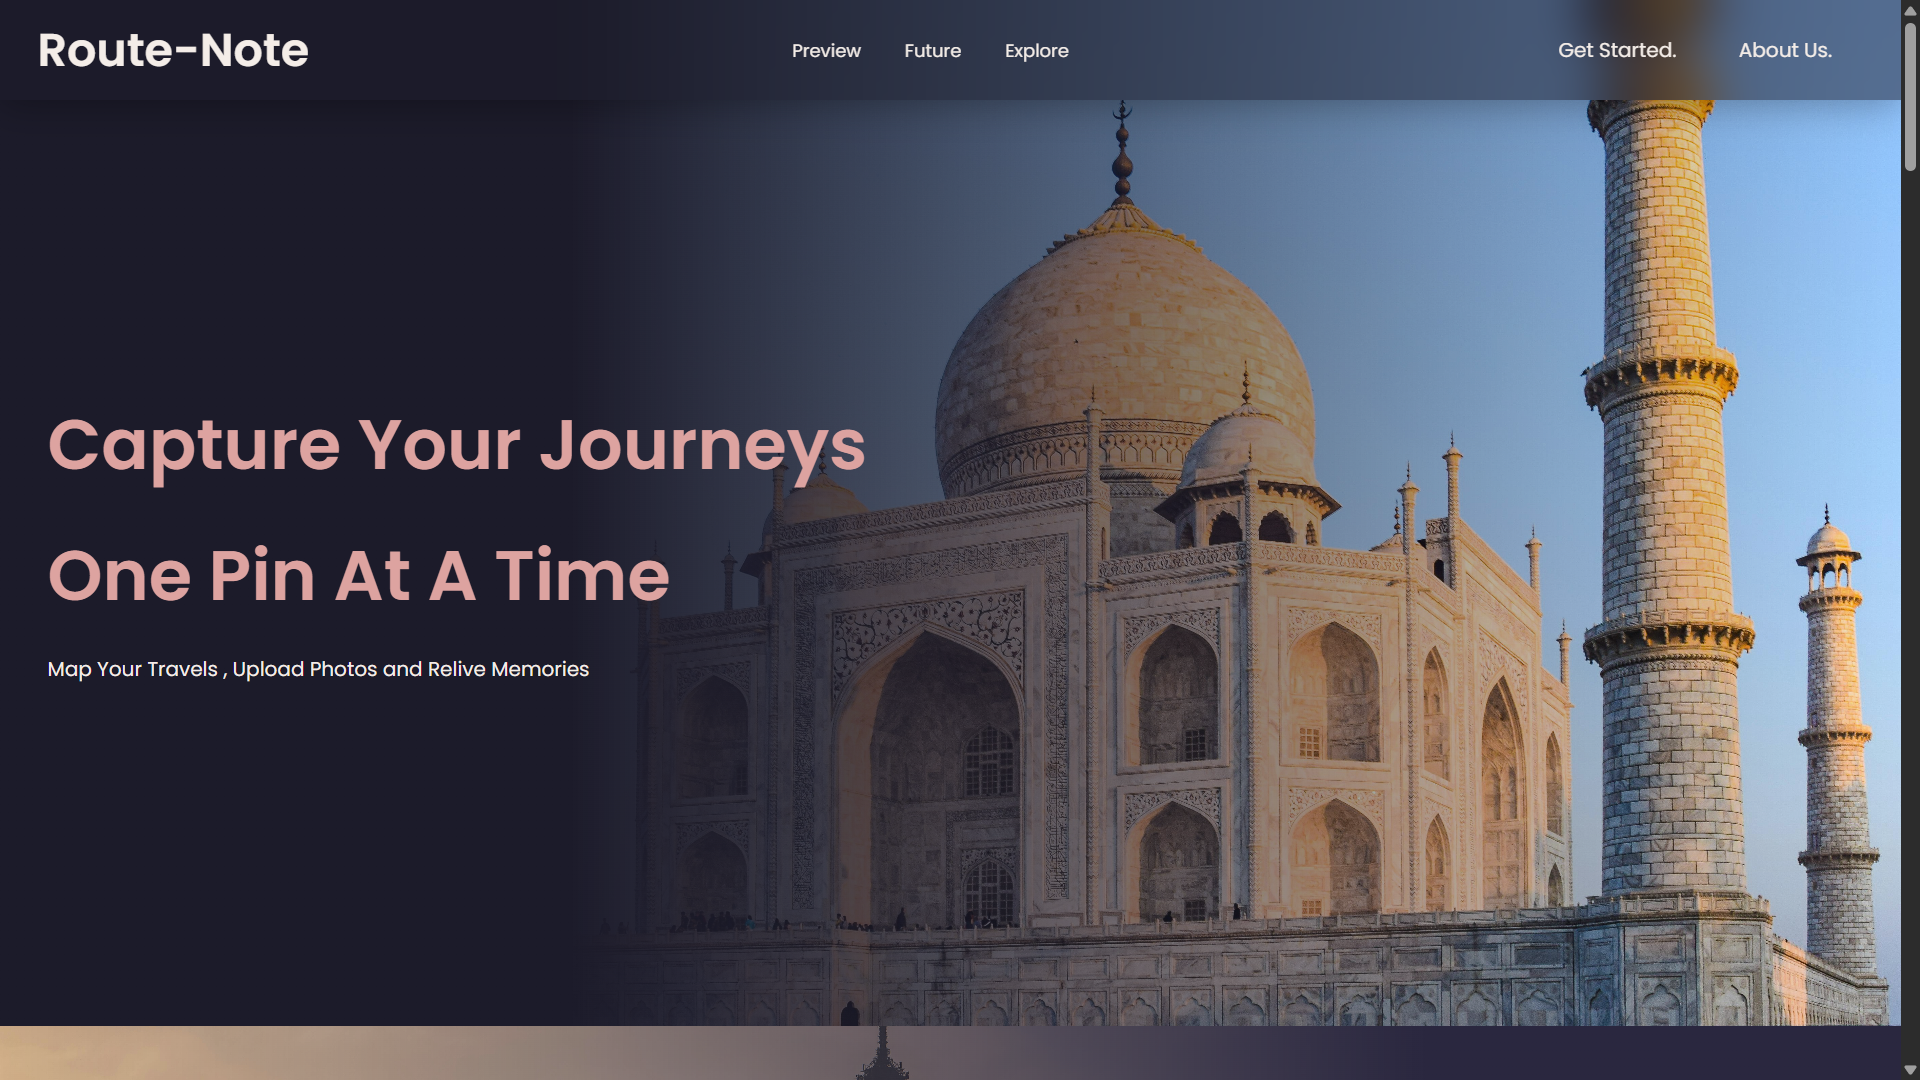 Route-Note
Preview Future Explore
Get Started. About Us.
Capture Your Journeys
One Pin At A Time
Map Your Travels , Upload Photos and Relive Memories